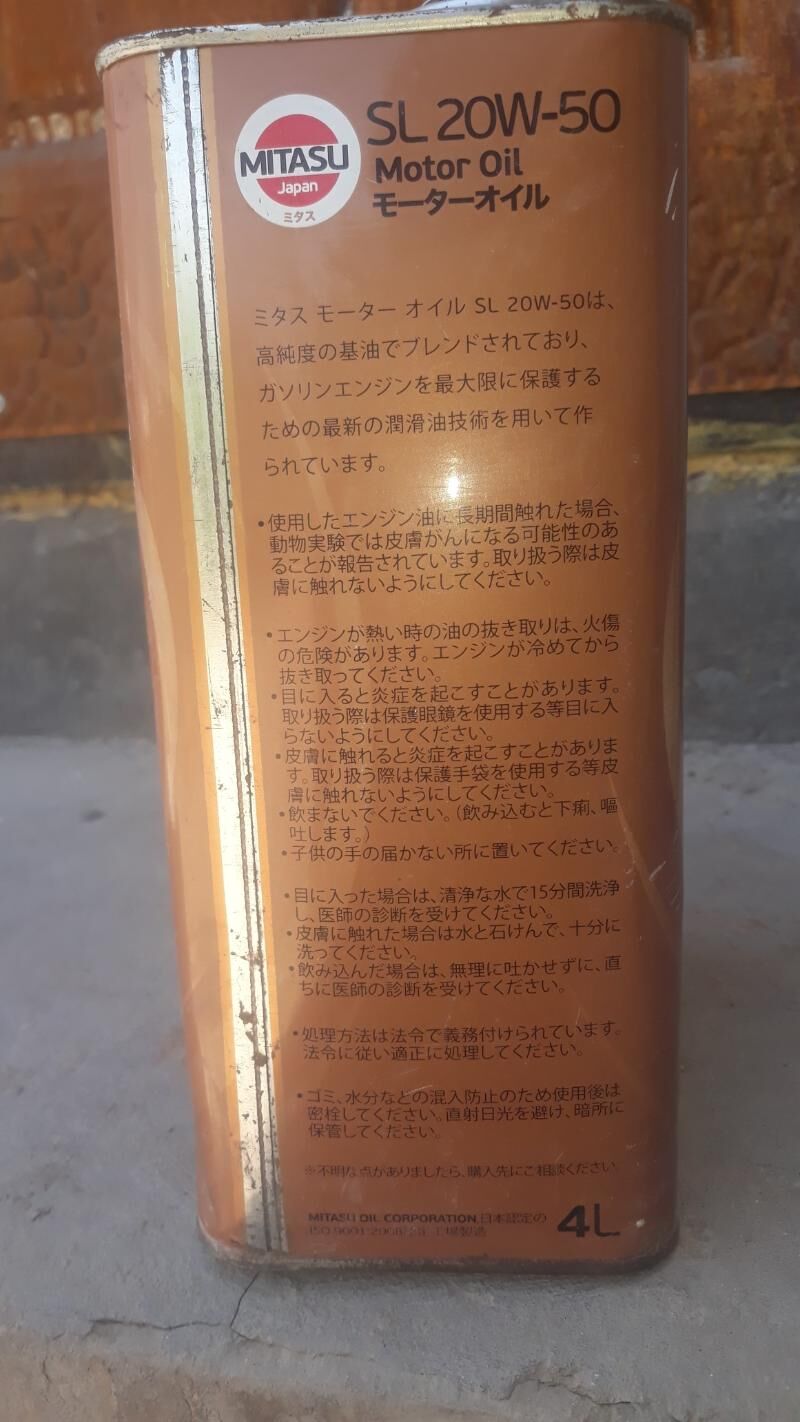 MITASU
Japan
ミタス
SL 20W-50
Motor Oil
モーターオイル
ミタス モーター オイル SL 20W-50は、
高純度の基油でブレンドされており、
ガソリンエンジンを最大限に保護する
ための最新の潤滑油技術を用いて作
られています。
•使用したエンジン油に長期間触れた場合、
動物実験では皮膚がんになる可能性のあ
ることが報告されています。取り扱う際は皮
膚に触れないようにしてください。
•エンジンが熱い時の油の抜き取りは、火傷
の危険があります。エンジンが冷めてから
抜き取ってください。
•目に入ると炎症を起こすことがあります。
取り扱う際は保護眼鏡を使用する等目に入
らないようにしてください。
•皮膚に触れると炎症を起こすことがありま
す。取り扱う際は保護手袋を使用する等皮
膚に触れないようにしてください。
•飲まないでください。（飲み込むと下痢、嘔
吐します。）
•子供の手の届かない所に置いてください。
•目に入った場合は、清浄な水で15分間洗浄
し、医師の診断を受けてください。
•皮膚に触れた場合は水と石けんで、十分に
洗ってください。
•飲み込んだ場合は、無理に吐かせずに、直
ちに医師の診断を受けてください。
•処理方法は法令で義務付けられています。
法令に従い適正に処理してください。
•ゴミ、水分などの混入防止のため使用後は
密栓してください。直射日光を避け、暗所に
保管してください。
※不明な点がありましたら、購入先にご相談ください。
MITASU OIL CORPORATION, 日本認定の
ISO 9001:2008 工場製造
4L